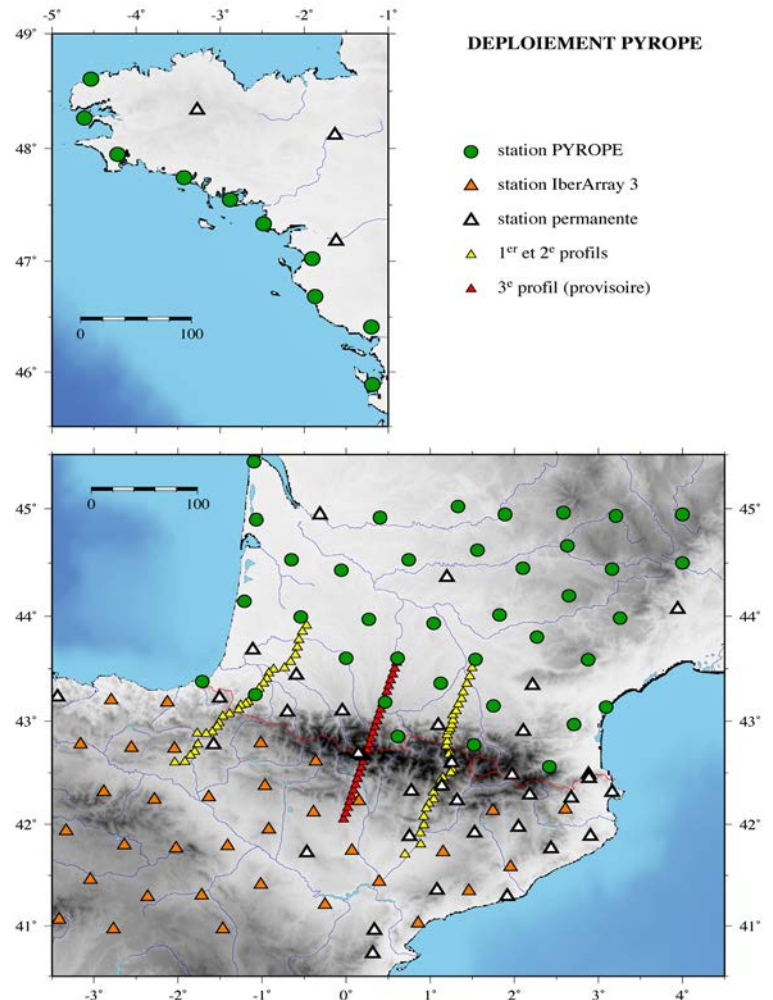 -5° -4° -3° -2° -1°
49°
48°
47°
46°
0 100
DEPLOIEMENT PYROPE
station PYROPE
station IberArray 3
station permanente
1er et 2e profils
3e profil (provisoire)
0 100
45° 45°
44° 44°
43° 43°
42° 42°
41° 41°
-3° -2° -1° 0° 1° 2° 3° 4°